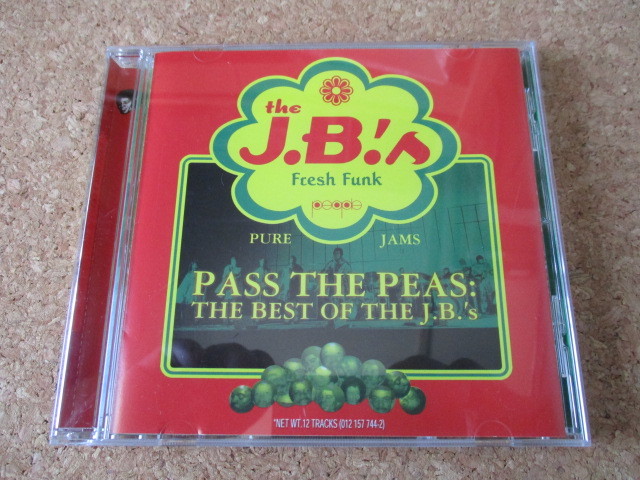 the
J.B.'s
Fresh Funk
people
PURE JAMS
PASS THE PEAS:
THE BEST OF THE J.B.'s
*NET WT. 12 TRACKS (012 157 744-2)